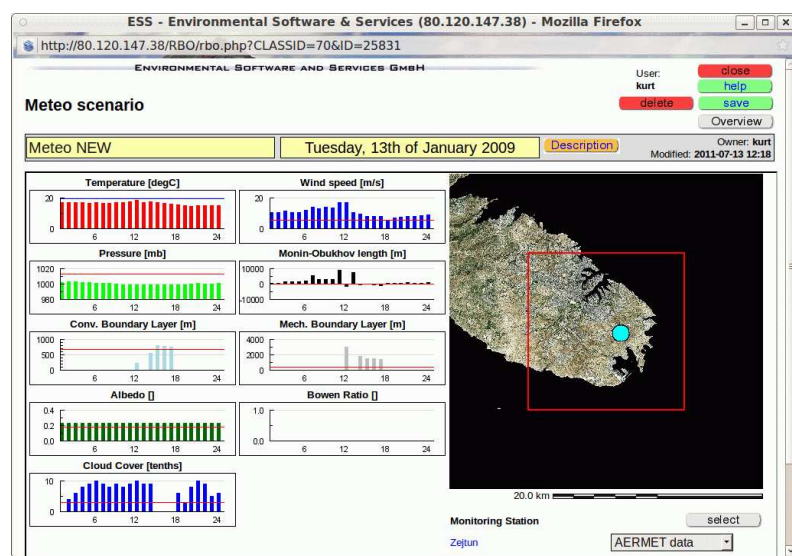 ESS - Environmental Software & Services (80.120.147.38) - Mozilla Firefox
http://80.120.147.38/RBO/rbo.php?CLASSID=70&ID=25831
ENVIRONMENTAL SOFTWARE AND SERVICES GMBH
User:
kurt
close
help
delete
save
Overview
Meteo scenario
Meteo NEW
Tuesday, 13th of January 2009
Description
Owner: kurt
Modified: 2011-07-13 12:18
Temperature [degC]
20
0
6 12 18 24
Wind speed [m/s]
20
0
6 12 18 24
Pressure [mb]
1020
1000
980
6 12 18 24
Monin-Obukhov length [m]
10000
0
-10000
6 12 18 24
Conv. Boundary Layer [m]
1000
500
0
6 12 18 24
Mech. Boundary Layer [m]
4000
2000
0
6 12 18 24
Albedo []
0.4
0.2
0.0
6 12 18 24
Bowen Ratio []
1.0
0.0
6 12 18 24
Cloud Cover [tenths]
10
0
6 12 18 24
20.0 km
Monitoring Station
select
Zejtun
AERMET data